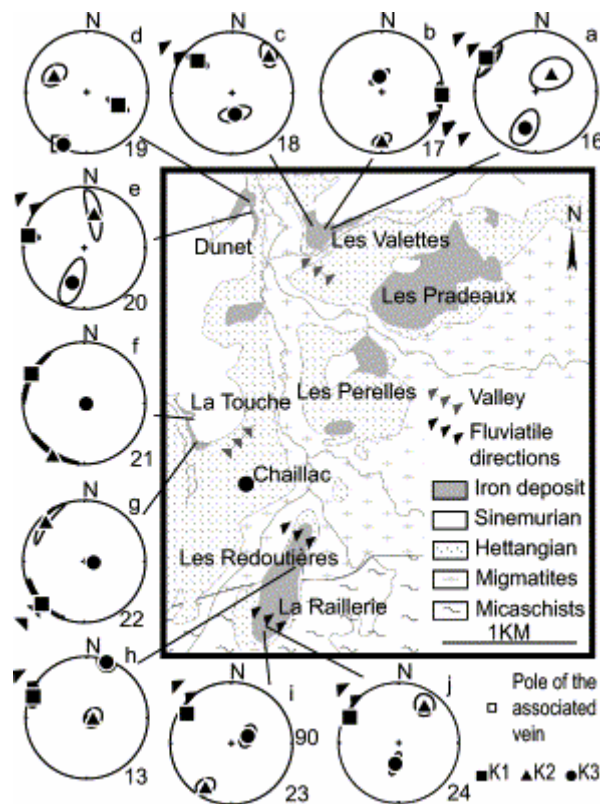 d N c N b N a N
19 18 17 16
e N
20
f N
21
g N
22
h N
13
i N
90
23
j N
24
N
Dunet
Les Valettes
Les Pradeaux
Les Perelles
La Touche
Chaillac
Les Redoutières
La Raillerie
Valley
Fluviatile
directions
Iron deposit
Sinemurian
Hettangian
Migmatites
Micaschists
1KM
Pole of the
associated
vein
K1 K2 K3